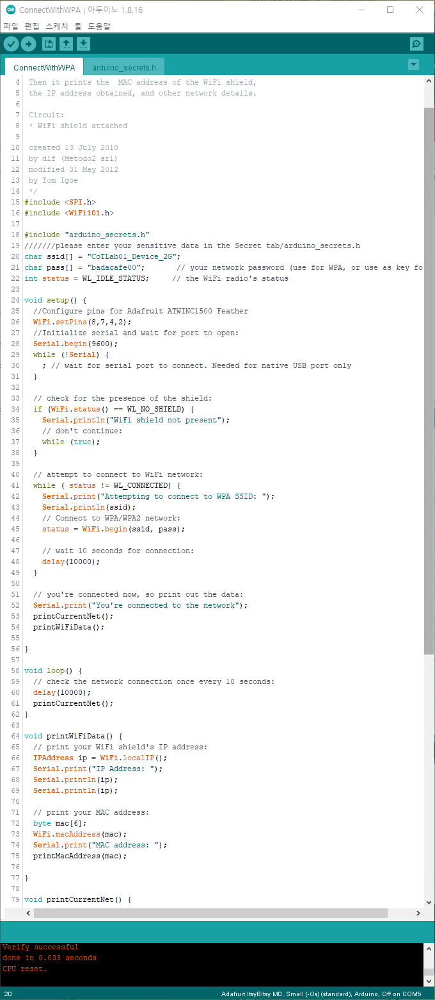 ConnectWithWPA | 아두이노 1.8.16
파일 편집 스케치 툴 도움말
ConnectWithWPA arduino_secrets.h
4 Then it prints the  MAC address of the WiFi shield,
5 the IP address obtained, and other network details.
6
7 Circuit:
8 * WiFi shield attached
9
10 created 13 July 2010
11 by dlf (Metodo2 srl)
12 modified 31 May 2012
13 by Tom Igoe
14 */
15 #include <SPI.h>
16 #include <WiFi101.h>
17
18 #include "arduino_secrets.h"
19 ///////please enter your sensitive data in the Secret tab/arduino_secrets.h
20 char ssid[] = "CoTLab01_Device_2G";
21 char pass[] = "badacafe00";       // your network password (use for WPA, or use as key fo
22 int status = WL_IDLE_STATUS;     // the WiFi radio's status
23
24 void setup() {
25   //Configure pins for Adafruit ATWINC1500 Feather
26   WiFi.setPins(8,7,4,2);
27   //Initialize serial and wait for port to open:
28   Serial.begin(9600);
29   while (!Serial) {
30     ; // wait for serial port to connect. Needed for native USB port only
31   }
32
33   // check for the presence of the shield:
34   if (WiFi.status() == WL_NO_SHIELD) {
35     Serial.println("WiFi shield not present");
36     // don't continue:
37     while (true);
38   }
39
40   // attempt to connect to WiFi network:
41   while ( status != WL_CONNECTED) {
42     Serial.print("Attempting to connect to WPA SSID: ");
43     Serial.println(ssid);
44     // Connect to WPA/WPA2 network:
45     status = WiFi.begin(ssid, pass);
46
47     // wait 10 seconds for connection:
48     delay(10000);
49   }
50
51   // you're connected now, so print out the data:
52   Serial.print("You're connected to the network");
53   printCurrentNet();
54   printWiFiData();
55
56 }
57
58 void loop() {
59   // check the network connection once every 10 seconds:
60   delay(10000);
61   printCurrentNet();
62 }
63
64 void printWiFiData() {
65   // print your WiFi shield's IP address:
66   IPAddress ip = WiFi.localIP();
67   Serial.print("IP Address: ");
68   Serial.println(ip);
69   Serial.println(ip);
70
71   // print your MAC address:
72   byte mac[6];
73   WiFi.macAddress(mac);
74   Serial.print("MAC address: ");
75   printMacAddress(mac);
76
77 }
78
79 void printCurrentNet() {
Verify successful
done in 0.033 seconds
CPU reset.
20 Adafruit ItsyBitsy M0, Small (-Os) (standard), Arduino, Off on COM5